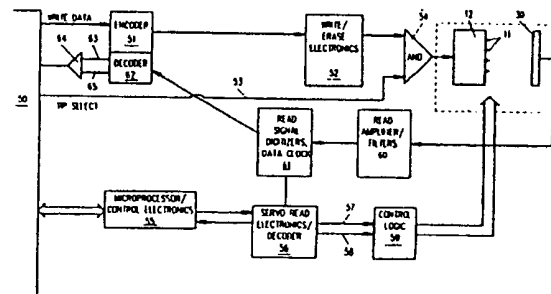 WRITE DATA
ENCODER
51
DECODER
62
64
63
65
50
TIP SELECT
53
WRITE/
ERASE
ELECTRONICS
52
54
AND
12
11
30
READ
SIGNAL
DIGITIZERS,
DATA CLOCK
61
READ
AMPLIFIER/
FILTERS
60
MICROPROCESSOR/
CONTROL ELECTRONICS
55
SERVO READ
ELECTRONICS/
DECODER
56
57
58
CONTROL
LOGIC
59